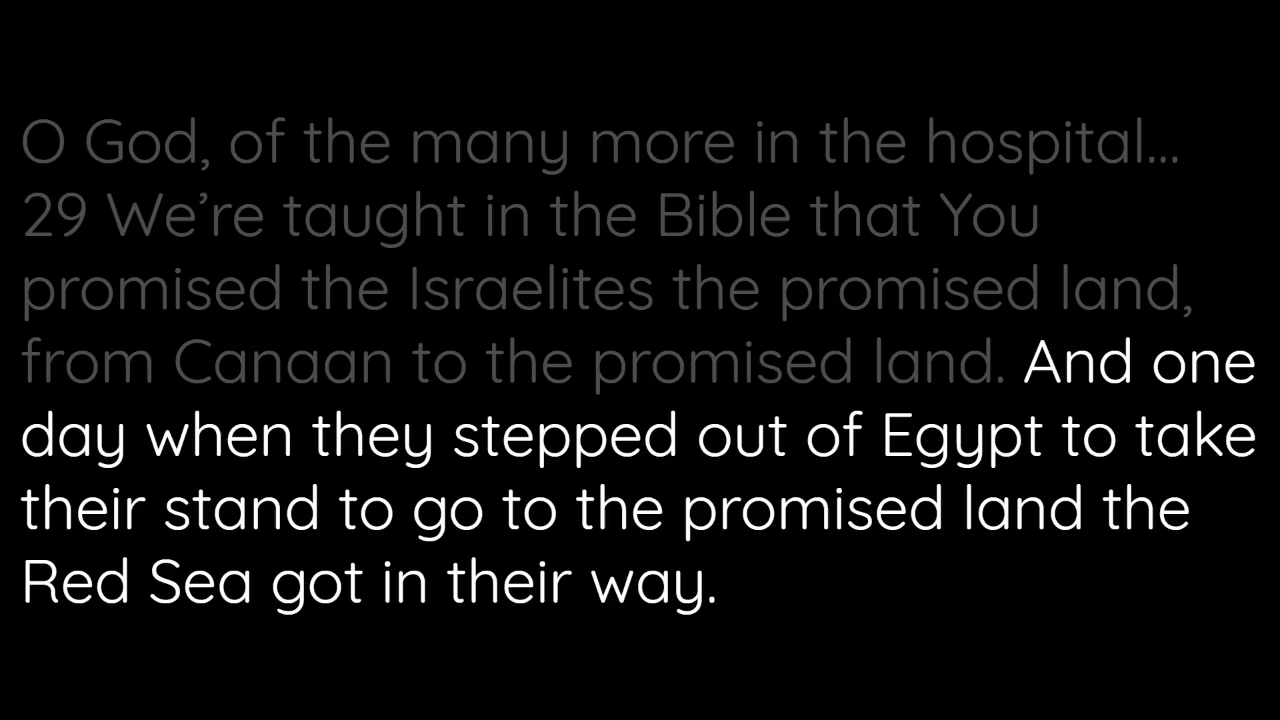 O God, of the many more in the hospital...
29 We’re taught in the Bible that You
promised the Israelites the promised land,
from Canaan to the promised land. And one
day when they stepped out of Egypt to take
their stand to go to the promised land the
Red Sea got in their way.